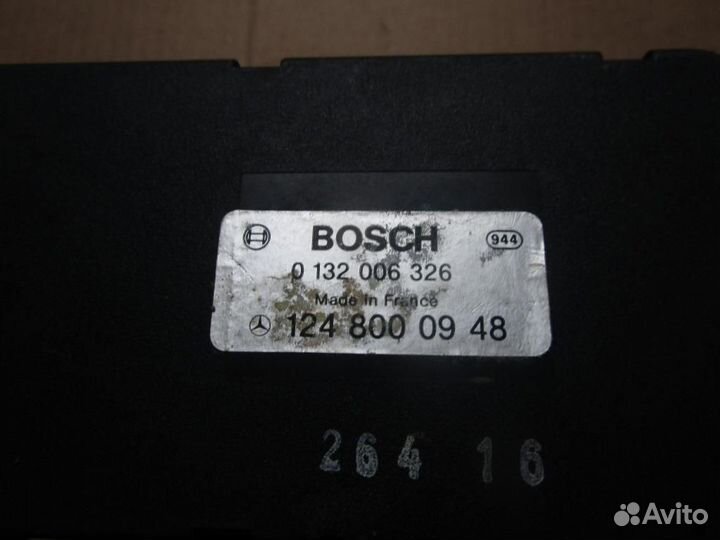 BOSCH
944
0 132 006 326
Made in France
124 800 09 48
264 16
Avito